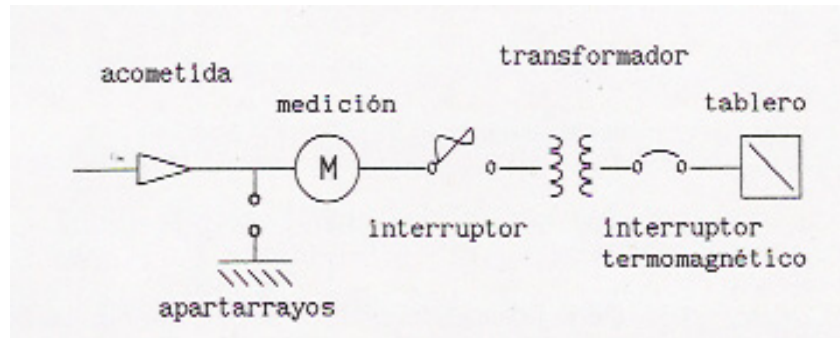 transformador
acometida
medición
tablero
M
interruptor
interruptor
termomagnético
apartarrayos